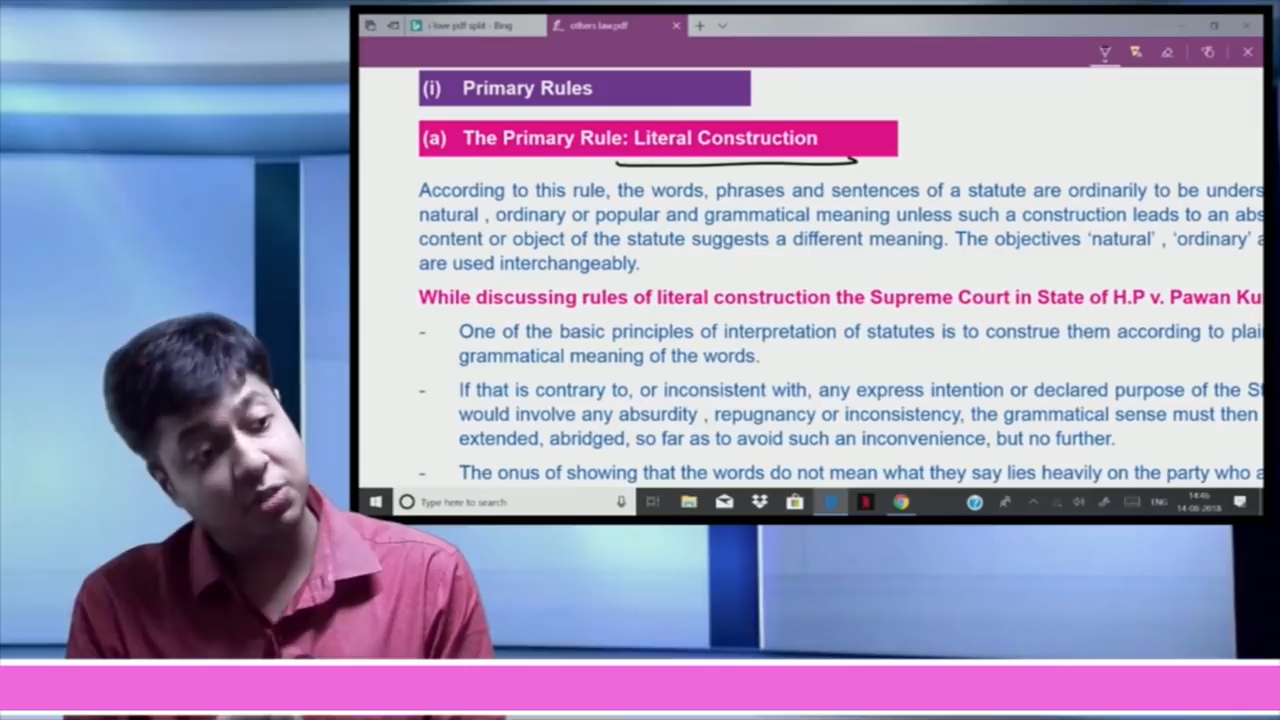 i love pdf split - Bing
others law.pdf
(i) Primary Rules
(a) The Primary Rule: Literal Construction
According to this rule, the words, phrases and sentences of a statute are ordinarily to be unders
natural , ordinary or popular and grammatical meaning unless such a construction leads to an abs
content or object of the statute suggests a different meaning. The objectives ‘natural’ , ‘ordinary’ a
are used interchangeably.
While discussing rules of literal construction the Supreme Court in State of H.P v. Pawan Ku
- One of the basic principles of interpretation of statutes is to construe them according to plai
grammatical meaning of the words.
- If that is contrary to, or inconsistent with, any express intention or declared purpose of the S
would involve any absurdity , repugnancy or inconsistency, the grammatical sense must then
extended, abridged, so far as to avoid such an inconvenience, but no further.
- The onus of showing that the words do not mean what they say lies heavily on the party who a
Type here to search
ENG
14:46
14-08-2018